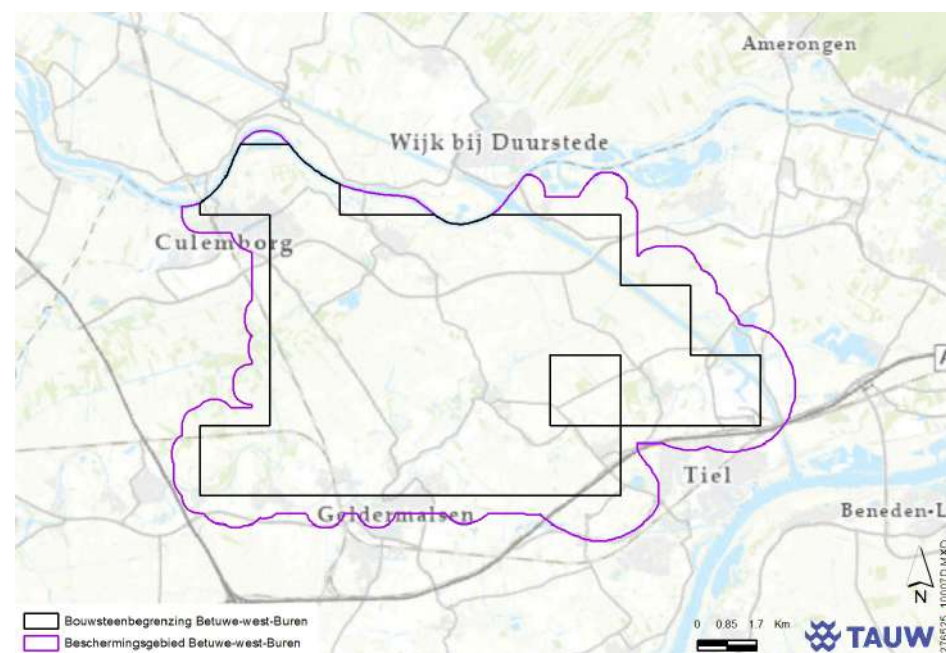 Amerongen
Wijk bij Duurstede
Culemborg
A
Tiel
Geldermalsen
Beneden-L
N
Bouwsteenbegrenzing Betuwe-west-Buren
Beschermingsgebied Betuwe-west-Buren
0 0.85 1.7 Km
TAUW